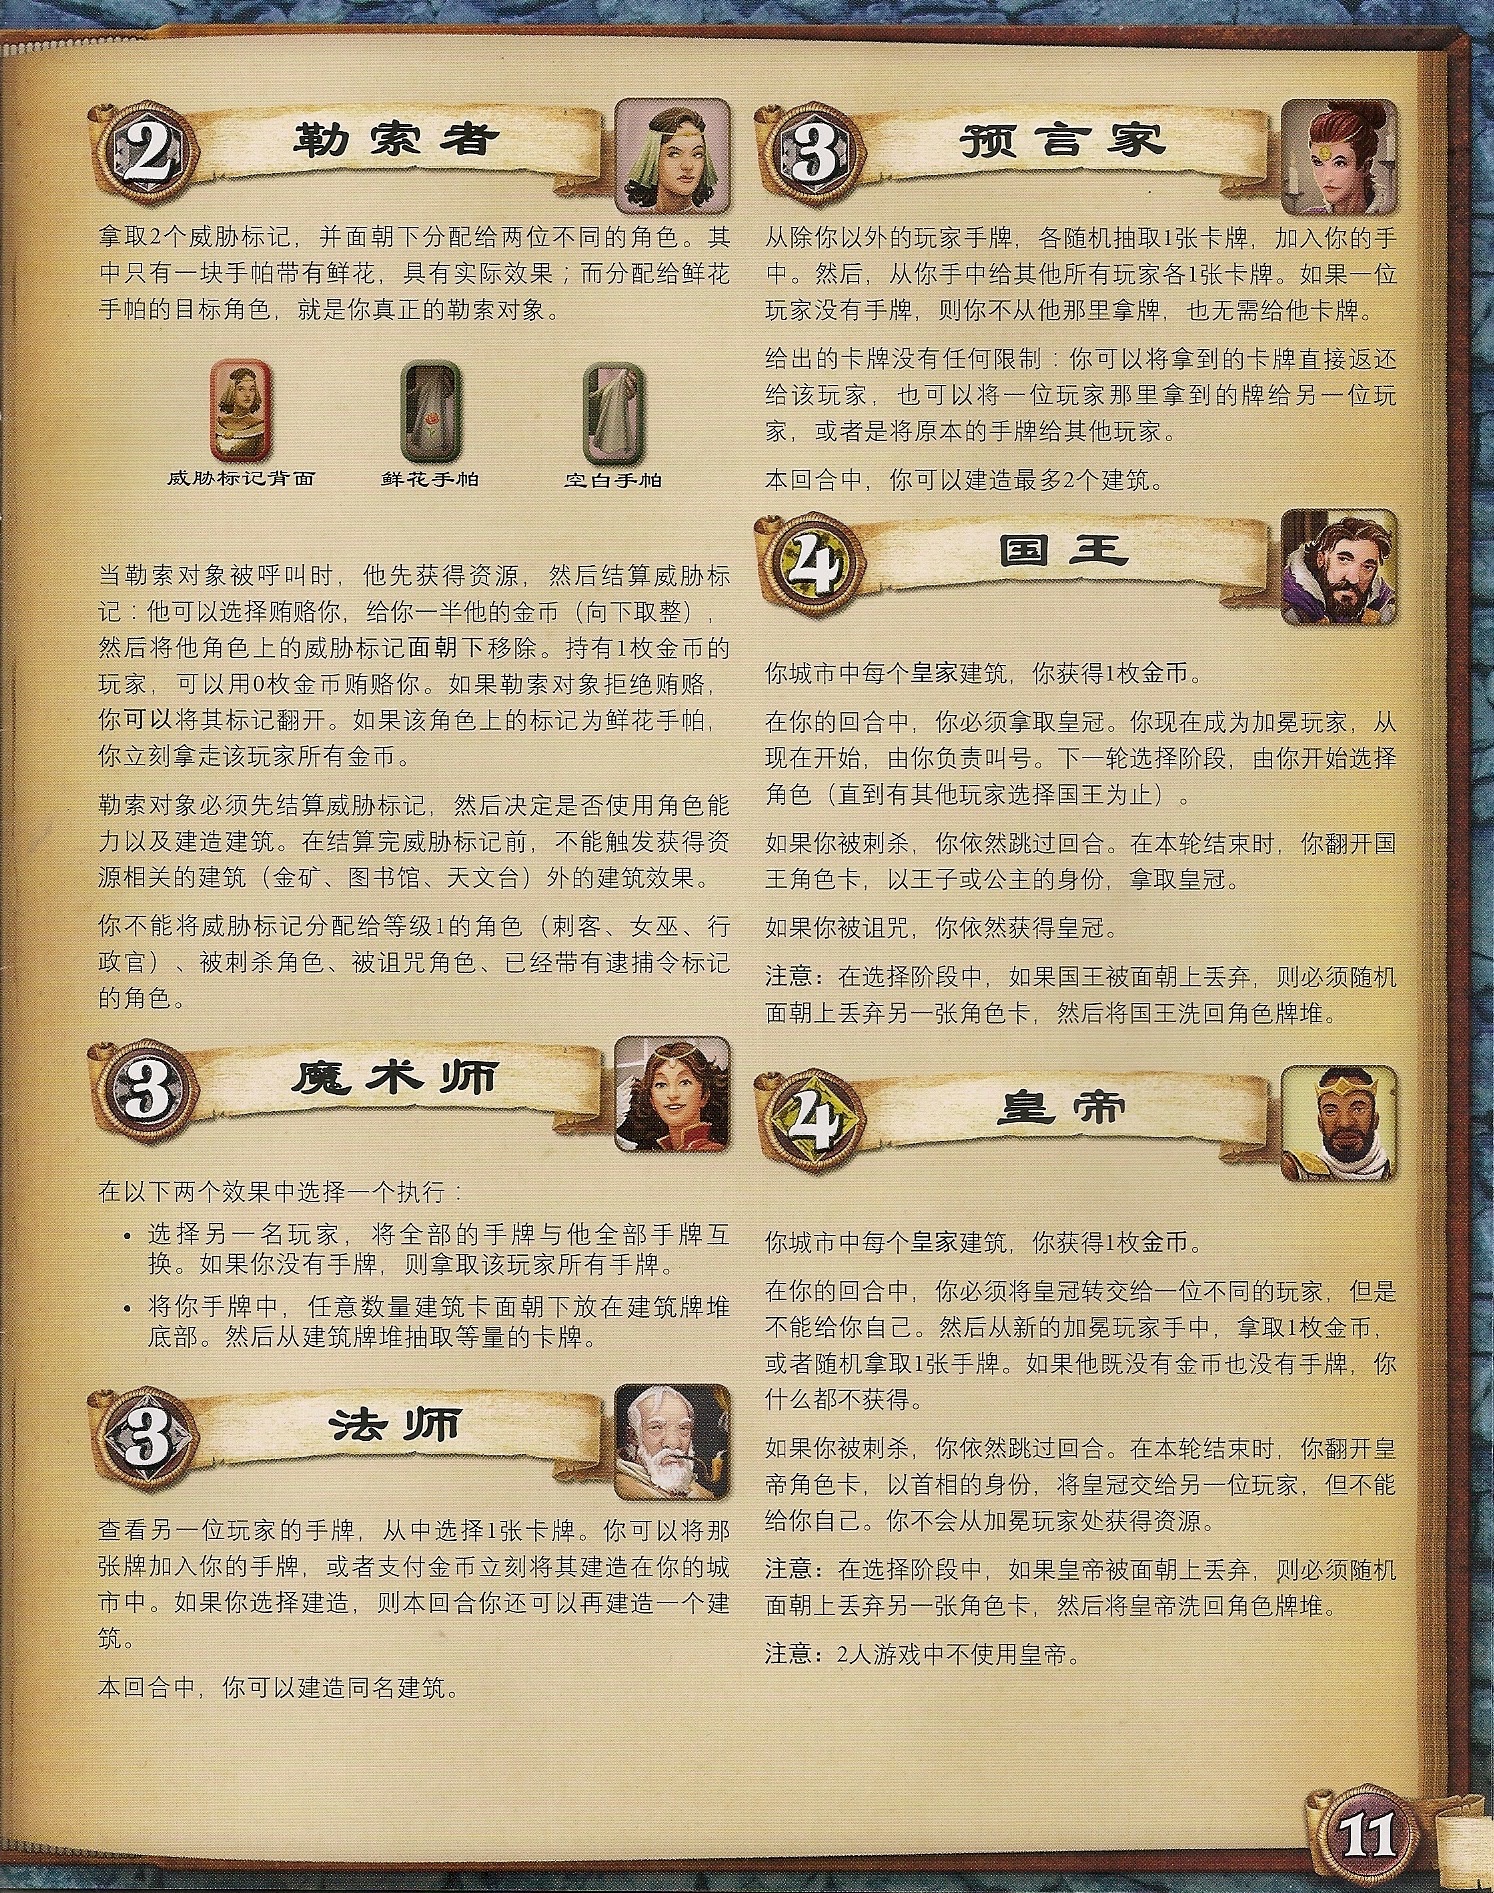 2
勒索者
拿取2个威胁标记，并面朝下分配给两位不同的角色。其
中只有一块手帕带有鲜花，具有实际效果；而分配给鲜花
手帕的目标角色，就是你真正的勒索对象。
威胁标记背面
鲜花手帕
空白手帕
当勒索对象被呼叫时，他先获得资源，然后结算威胁标
记：他可以选择贿赂你，给你一半他的金币（向下取整），
然后将他角色上的威胁标记面朝下移除。持有1枚金币的
玩家，可以用0枚金币贿赂你。如果勒索对象拒绝贿赂，
你可以将其标记翻开。如果该角色上的标记为鲜花手帕，
你立刻拿走该玩家所有金币。
勒索对象必须先结算威胁标记，然后决定是否使用角色能
力以及建造建筑。在结算完威胁标记前，不能触发获得资
源相关的建筑（金矿、图书馆、天文台）外的建筑效果。
你不能将威胁标记分配给等级1的角色（刺客、女巫、行
政官）、被刺杀角色、被诅咒角色、已经带有逮捕令标记
的角色。
3
魔术师
在以下两个效果中选择一个执行：
• 选择另一名玩家，将全部的手牌与他全部手牌互
换。如果你没有手牌，则拿取该玩家所有手牌。
• 将你手牌中，任意数量建筑卡面朝下放在建筑牌堆
底部。然后从建筑牌堆抽取等量的卡牌。
3
法师
查看另一位玩家的手牌，从中选择1张卡牌。你可以将那
张牌加入你的手牌，或者支付金币立刻将其建造在你的城
市中。如果你选择建造，则本回合你还可以再建造一个建
筑。
本回合中，你可以建造同名建筑。
3
预言家
从除你以外的玩家手牌，各随机抽取1张卡牌，加入你的手
中。然后，从你手中给其他所有玩家各1张卡牌。如果一位
玩家没有手牌，则你不从他那里拿牌，也无需给他卡牌。
给出的卡牌没有任何限制：你可以将拿到的卡牌直接返还
给该玩家，也可以将一位玩家那里拿到的牌给另一位玩
家，或者是将原本的手牌给其他玩家。
本回合中，你可以建造最多2个建筑。
4
国王
你城市中每个皇家建筑，你获得1枚金币。
在你的回合中，你必须拿取皇冠。你现在成为加冕玩家，从
现在开始，由你负责叫号。下一轮选择阶段，由你开始选择
角色（直到有其他玩家选择国王为止）。
如果你被刺杀，你依然跳过回合。在本轮结束时，你翻开国
王角色卡，以王子或公主的身份，拿取皇冠。
如果你被诅咒，你依然获得皇冠。
注意：在选择阶段中，如果国王被面朝上丢弃，则必须随机
面朝上丢弃另一张角色卡，然后将国王洗回角色牌堆。
4
皇帝
你城市中每个皇家建筑，你获得1枚金币。
在你的回合中，你必须将皇冠转交给一位不同的玩家，但是
不能给你自己。然后从新的加冕玩家手中，拿取1枚金币，
或者随机拿取1张手牌。如果他既没有金币也没有手牌，你
什么都不获得。
如果你被刺杀，你依然跳过回合。在本轮结束时，你翻开皇
帝角色卡，以首相的身份，将皇冠交给另一位玩家，但不能
给你自己。你不会从加冕玩家处获得资源。
注意：在选择阶段中，如果皇帝被面朝上丢弃，则必须随机
面朝上丢弃另一张角色卡，然后将皇帝洗回角色牌堆。
注意：2人游戏中不使用皇帝。
11